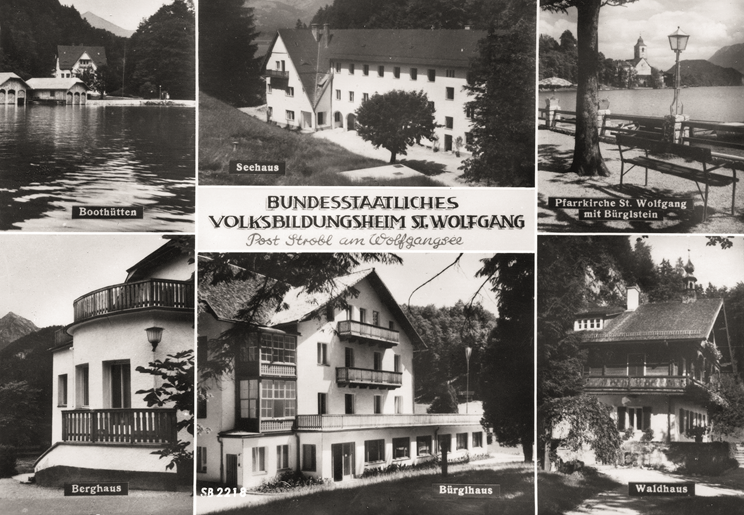 Boothütten
Seehaus
Pfarrkirche St. Wolfgang
mit Bürglstein
BUNDESSTAATLICHES
VOLKSBILDUNGSHEIM ST. WOLFGANG
Post Strobl am Wolfgangsee
Berghaus
SB 2218
Bürglhaus
Waldhaus